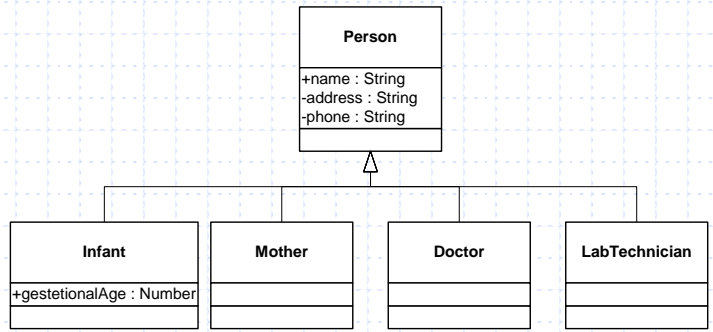 Person
+name : String
-address : String
-phone : String
Infant
+gestetionalAge : Number
Mother
Doctor
LabTechnician